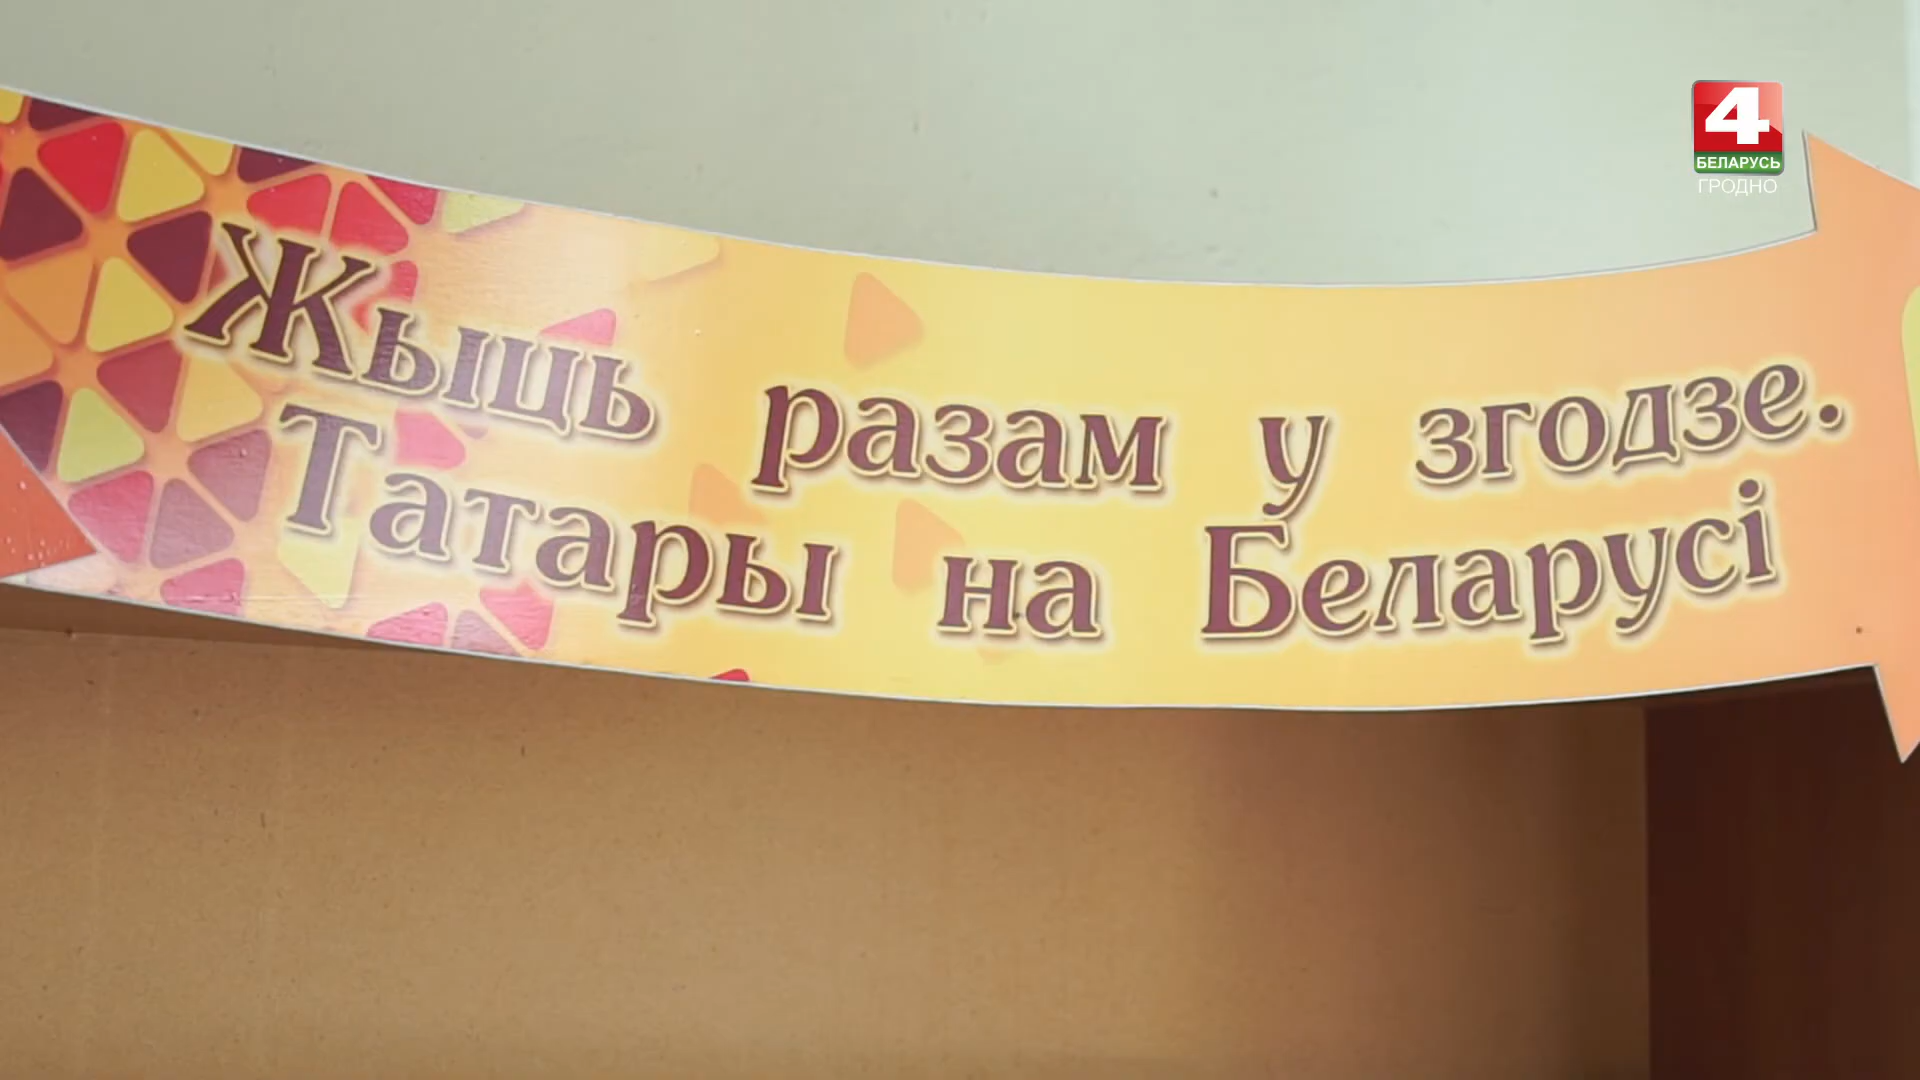 4
БЕЛАРУСЬ
ГРОДНО
Жыць разам у згодзе.
Татары на Беларусі